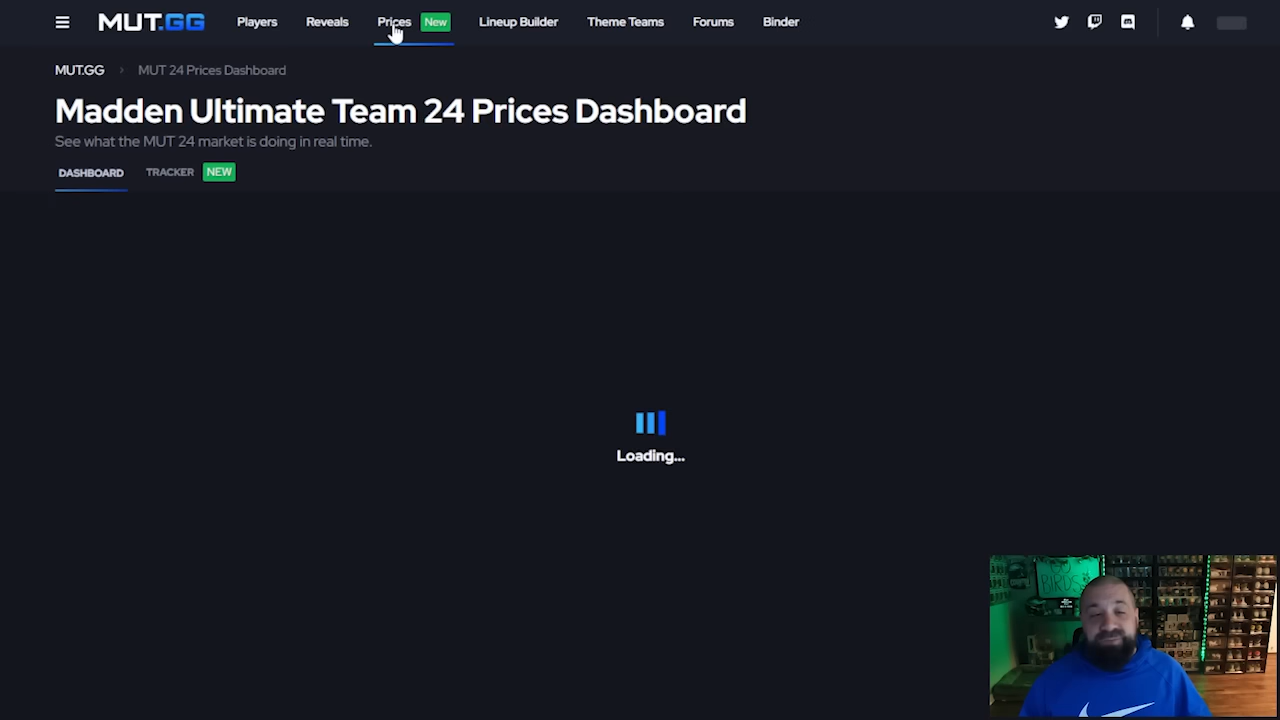 MUT.GG
Players
Reveals
Prices
New
Lineup Builder
Theme Teams
Forums
Binder
MUT.GG
MUT 24 Prices Dashboard
Madden Ultimate Team 24 Prices Dashboard
See what the MUT 24 market is doing in real time.
DASHBOARD
TRACKER
NEW
Loading...
GO
BIRDS